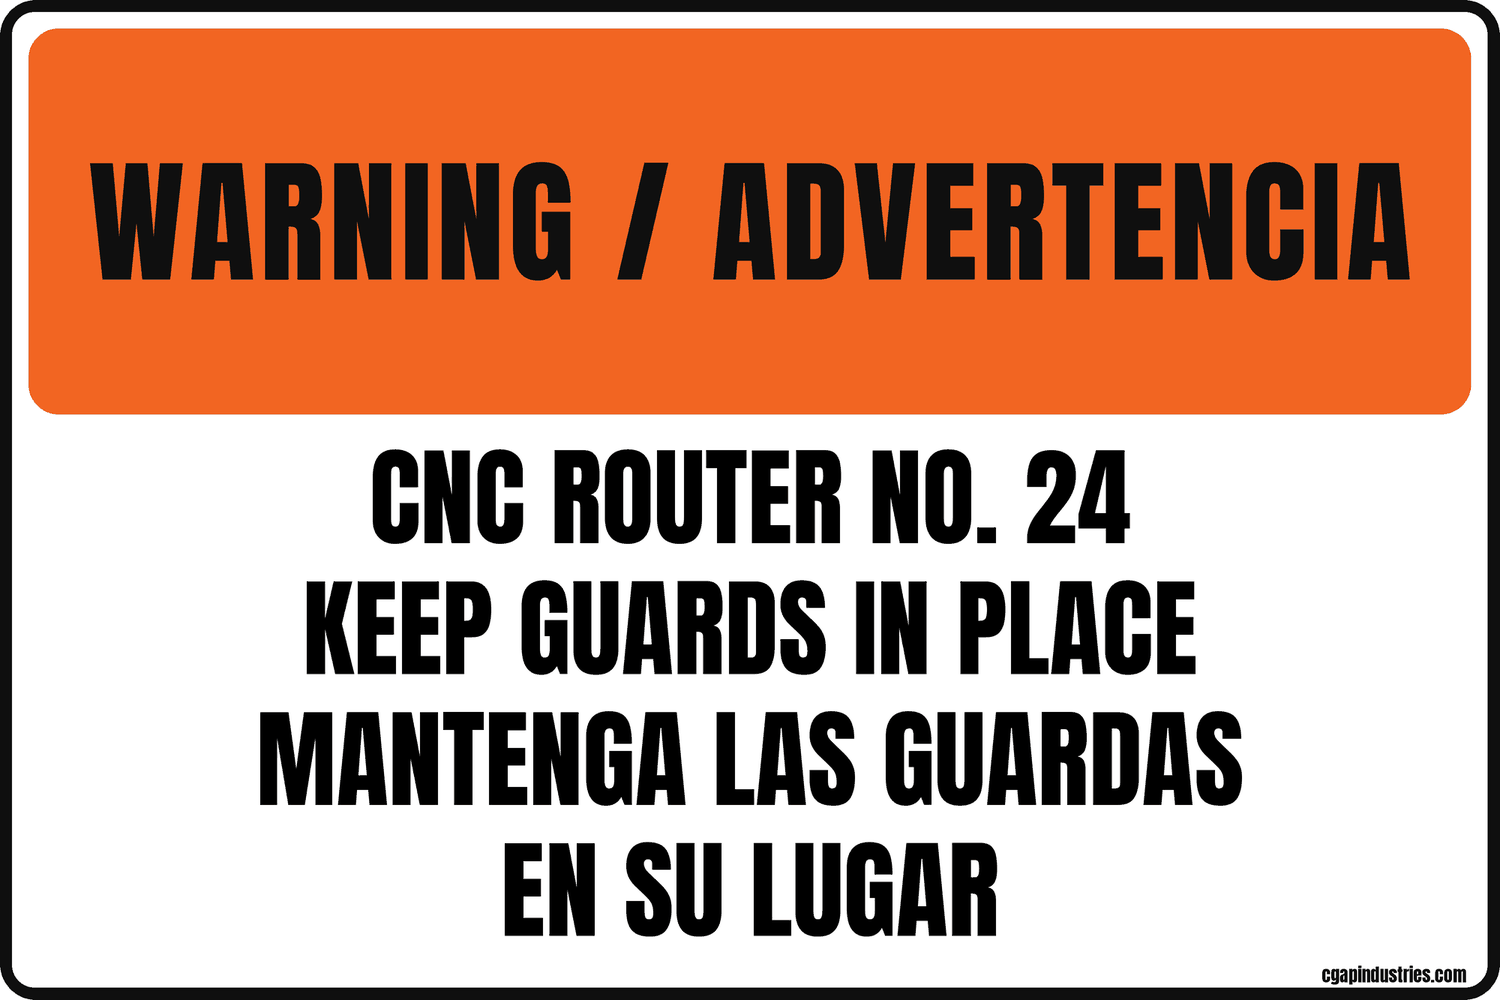 WARNING / ADVERTENCIA
CNC ROUTER NO. 24
KEEP GUARDS IN PLACE
MANTENGA LAS GUARDAS
EN SU LUGAR
cgapindustries.com